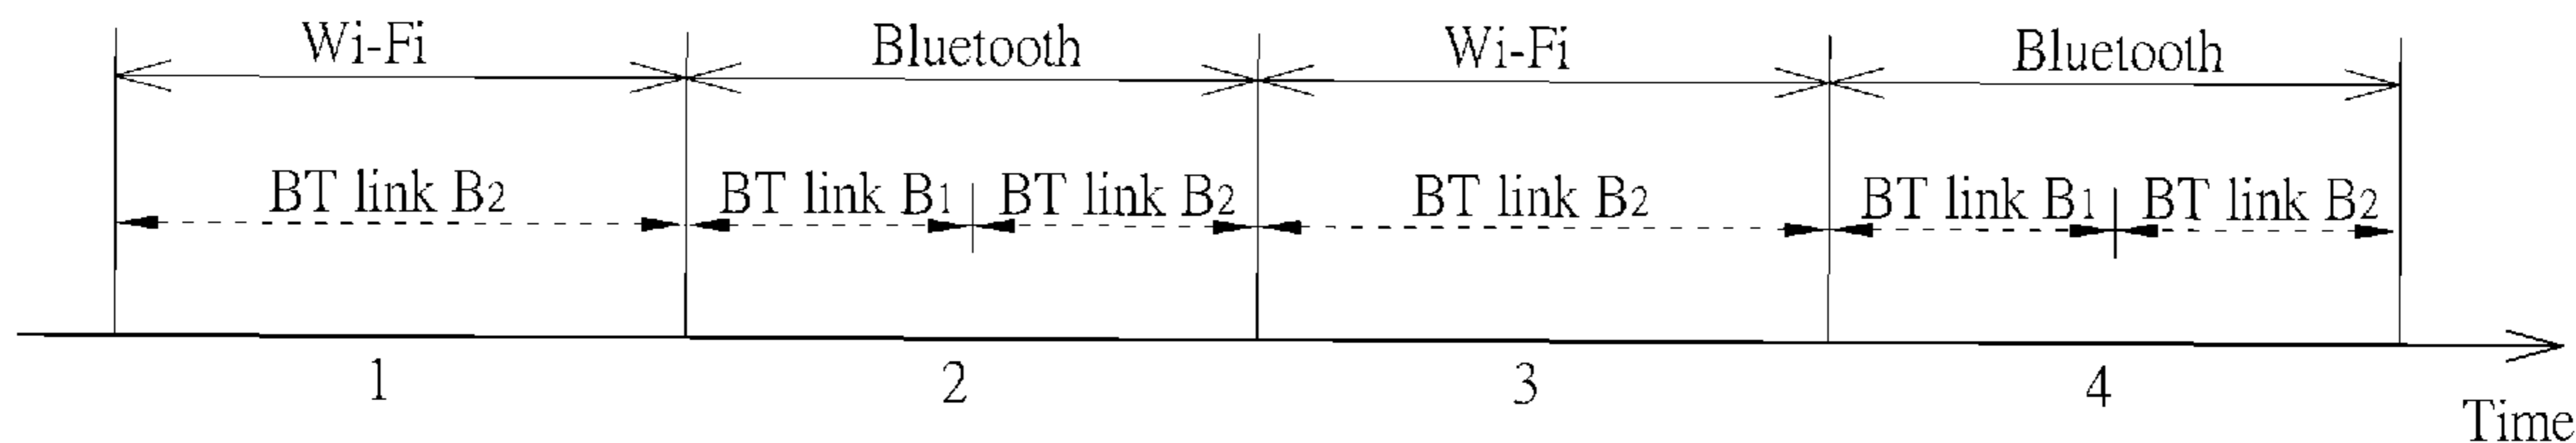 Wi-Fi Bluetooth Wi-Fi Bluetooth
BT link B2 BT link B1 BT link B2 BT link B2 BT link B1 BT link B2
1 2 3 4
Time